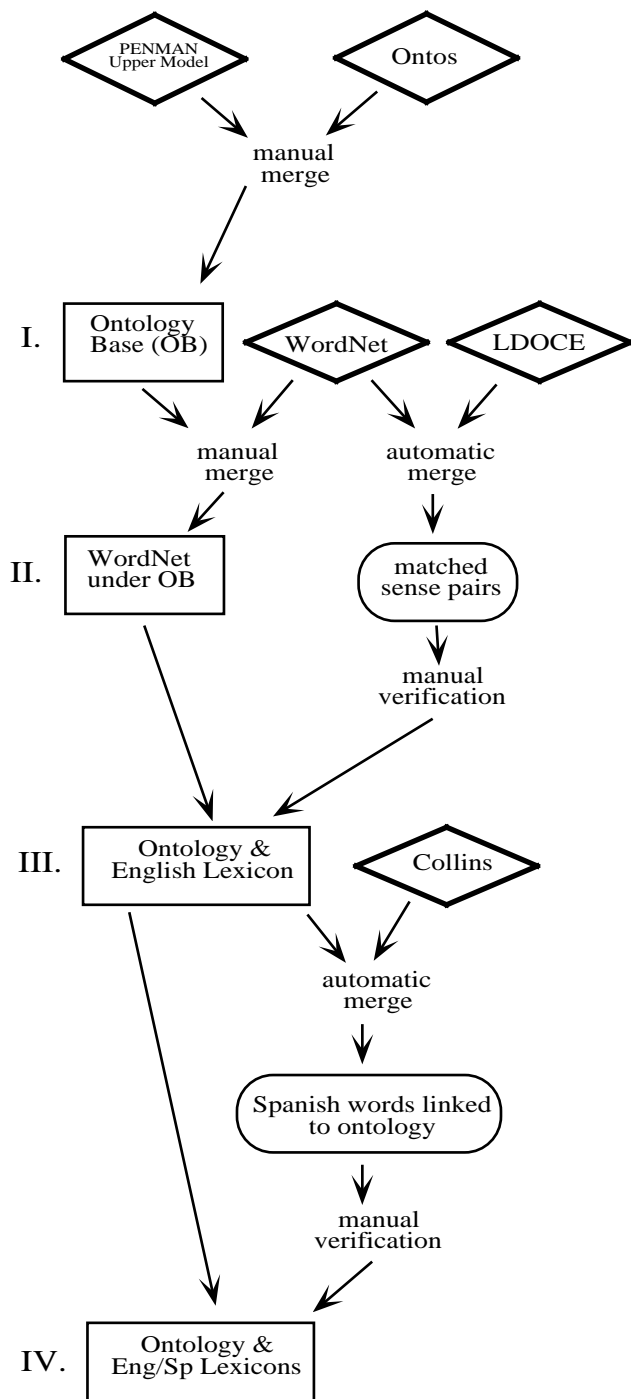 PENMAN
Upper Model
Ontos
manual
merge
I.
Ontology
Base (OB)
WordNet
LDOCE
manual
merge
automatic
merge
II.
WordNet
under OB
matched
sense pairs
manual
verification
III.
Ontology &
English Lexicon
Collins
automatic
merge
Spanish words linked
to ontology
manual
verification
IV.
Ontology &
Eng/Sp Lexicons